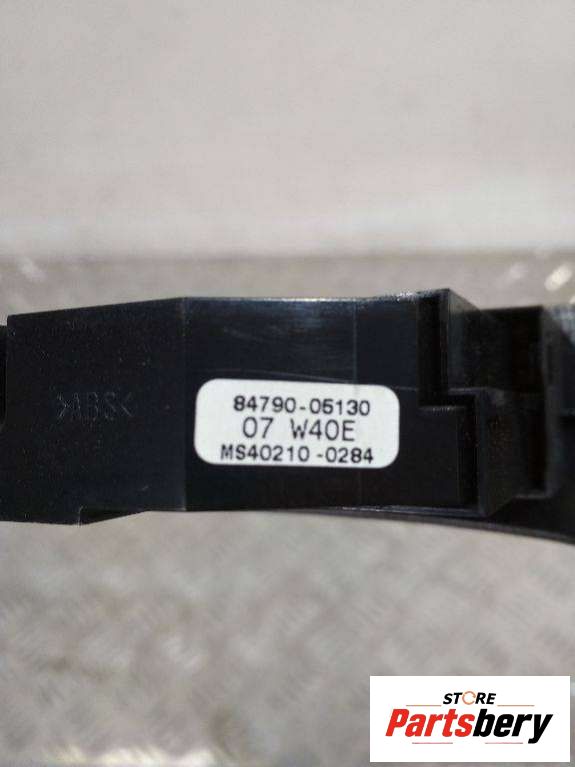 >ABS<
84790-05130
07 W40E
MS40210-0284
STORE
Partsbery